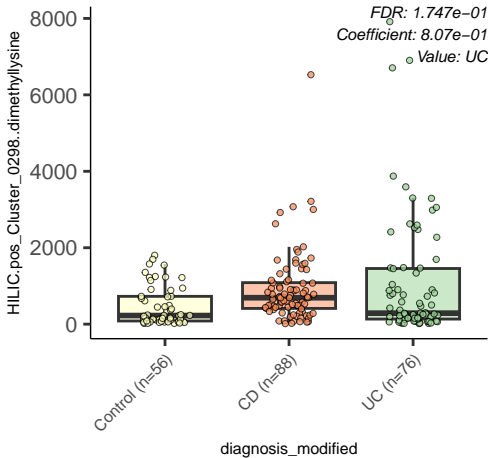 FDR: 1.747e−01
Coefficient: 8.07e−01
Value: UC
8000
6000
4000
2000
0
HILIC.pos_Cluster_0298..dimethyllysine
Control (n=56)
CD (n=88)
UC (n=76)
diagnosis_modified